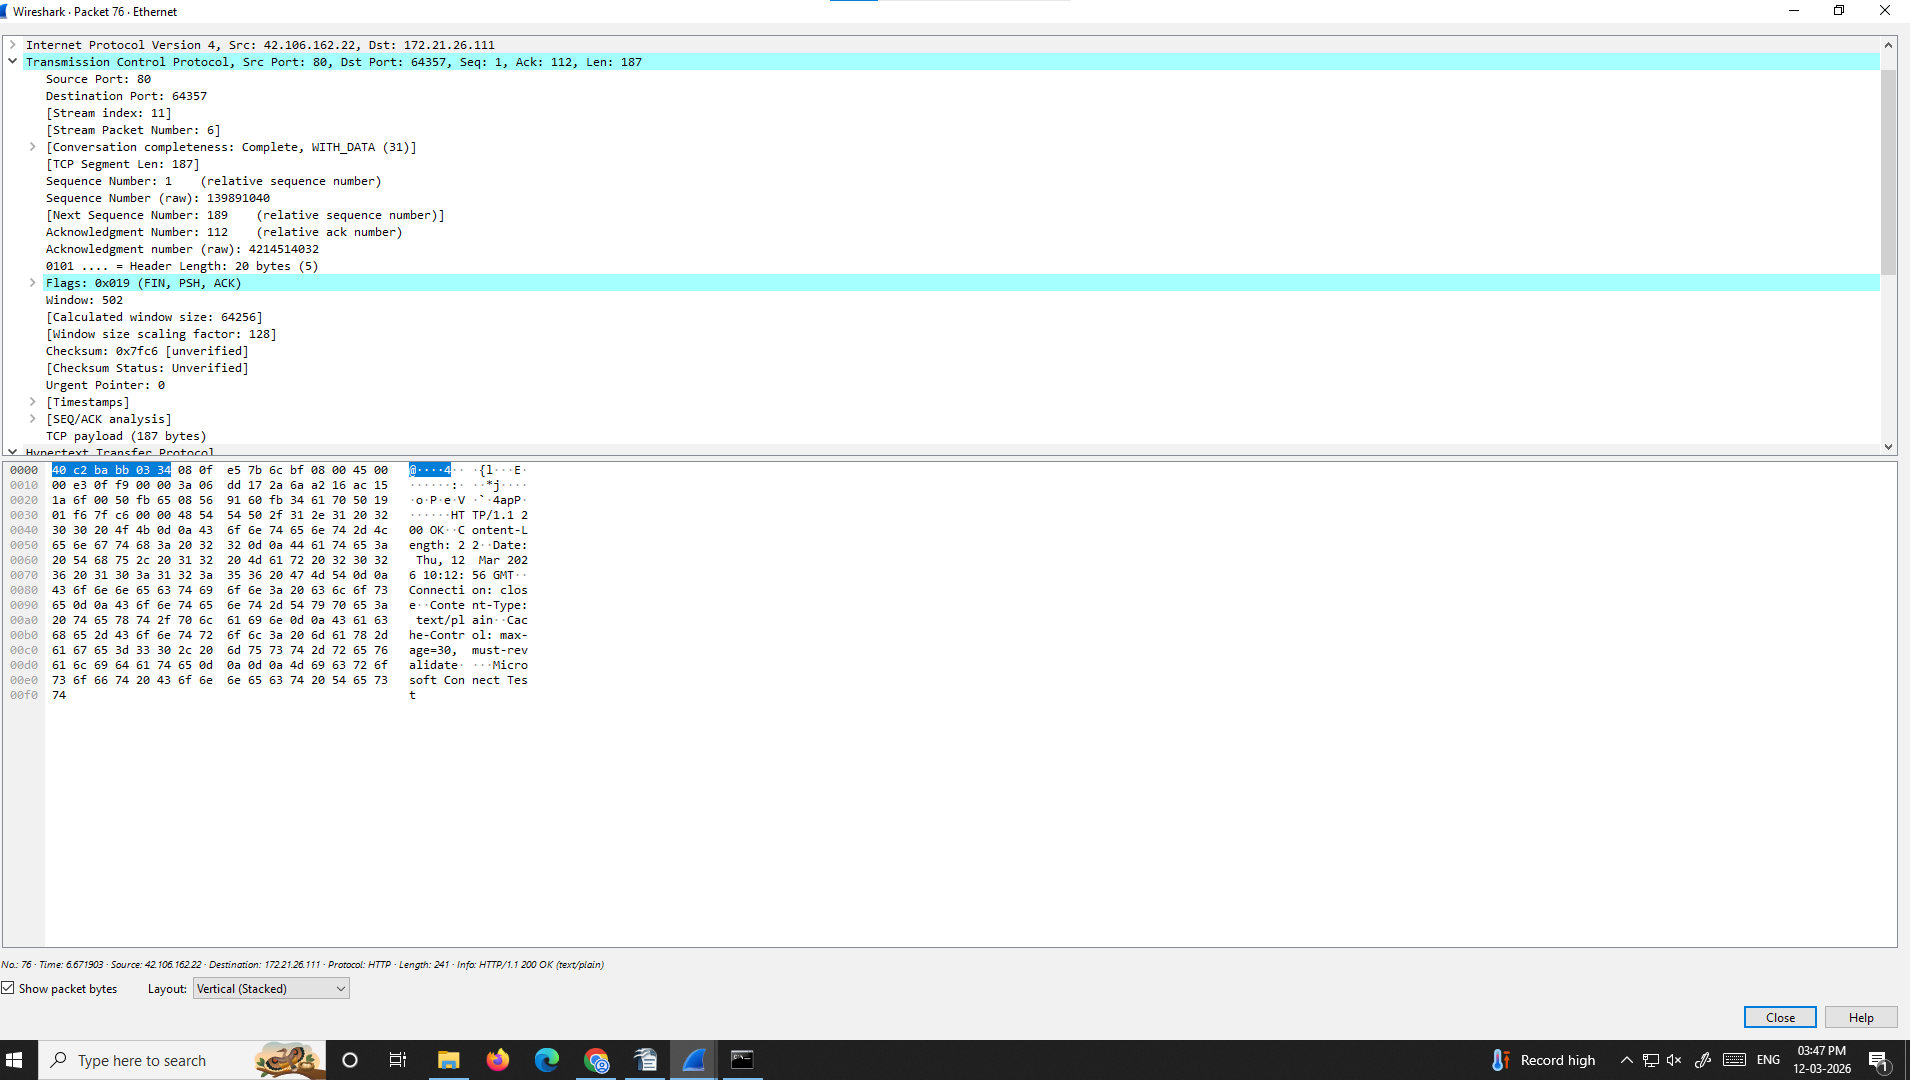 Wireshark · Packet 76 · Ethernet
Internet Protocol Version 4, Src: 42.106.162.22, Dst: 172.21.26.111
Transmission Control Protocol, Src Port: 80, Dst Port: 64357, Seq: 1, Ack: 112, Len: 187
Source Port: 80
Destination Port: 64357
[Stream index: 11]
[Stream Packet Number: 6]
[Conversation completeness: Complete, WITH_DATA (31)]
[TCP Segment Len: 187]
Sequence Number: 1    (relative sequence number)
Sequence Number (raw): 139891040
[Next Sequence Number: 189    (relative sequence number)]
Acknowledgment Number: 112    (relative ack number)
Acknowledgment number (raw): 4214514032
0101 .... = Header Length: 20 bytes (5)
Flags: 0x019 (FIN, PSH, ACK)
Window: 502
[Calculated window size: 64256]
[Window size scaling factor: 128]
Checksum: 0x7fc6 [unverified]
[Checksum Status: Unverified]
Urgent Pointer: 0
[Timestamps]
[SEQ/ACK analysis]
TCP payload (187 bytes)
Hypertext Transfer Protocol
0000 40 c2 ba bb 03 34 08 0f e5 7b 6c bf 08 00 45 00 @····4·· ·{l···E·
0010 00 e3 0f f9 00 00 3a 06 dd 17 2a 6a a2 16 ac 15 ······:· ··*j····
0020 1a 6f 00 50 fb 65 08 56 91 60 fb 34 61 70 50 19 ·o·P·e·V ·`·4apP·
0030 01 f6 7f c6 00 00 48 54 54 50 2f 31 2e 31 20 32 ······HT TP/1.1 2
0040 30 30 20 4f 4b 0d 0a 43 6f 6e 74 65 6e 74 2d 4c 00 OK··C ontent-L
0050 65 6e 67 74 68 3a 20 32 32 0d 0a 44 61 74 65 3a ength: 2 2··Date:
0060 20 54 68 75 2c 20 31 32 20 4d 61 72 20 32 30 32 Thu, 12 Mar 202
0070 36 20 31 30 3a 31 32 3a 35 36 20 47 4d 54 0d 0a 6 10:12: 56 GMT··
0080 43 6f 6e 6e 65 63 74 69 6f 6e 3a 20 63 6c 6f 73 Connecti on: clos
0090 65 0d 0a 43 6f 6e 74 65 6e 74 2d 54 79 70 65 3a e··Conte nt-Type:
00a0 20 74 65 78 74 2f 70 6c 61 69 6e 0d 0a 43 61 63 text/pl ain··Cac
00b0 68 65 2d 43 6f 6e 74 72 6f 6c 3a 20 6d 61 78 2d he-Contr ol: max-
00c0 61 67 65 3d 33 30 2c 20 6d 75 73 74 2d 72 65 76 age=30, must-rev
00d0 61 6c 69 64 61 74 65 0d 0a 0d 0a 4d 69 63 72 6f alidate· ···Micro
00e0 73 6f 66 74 20 43 6f 6e 6e 65 63 74 20 54 65 73 soft Con nect Tes
00f0 74 t
No.: 76 · Time: 6.671903 · Source: 42.106.162.22 · Destination: 172.21.26.111 · Protocol: HTTP · Length: 241 · Info: HTTP/1.1 200 OK (text/plain)
Show packet bytes Layout: Vertical (Stacked)
Close Help
Type here to search
Record high
ENG
03:47 PM
12-03-2026
1